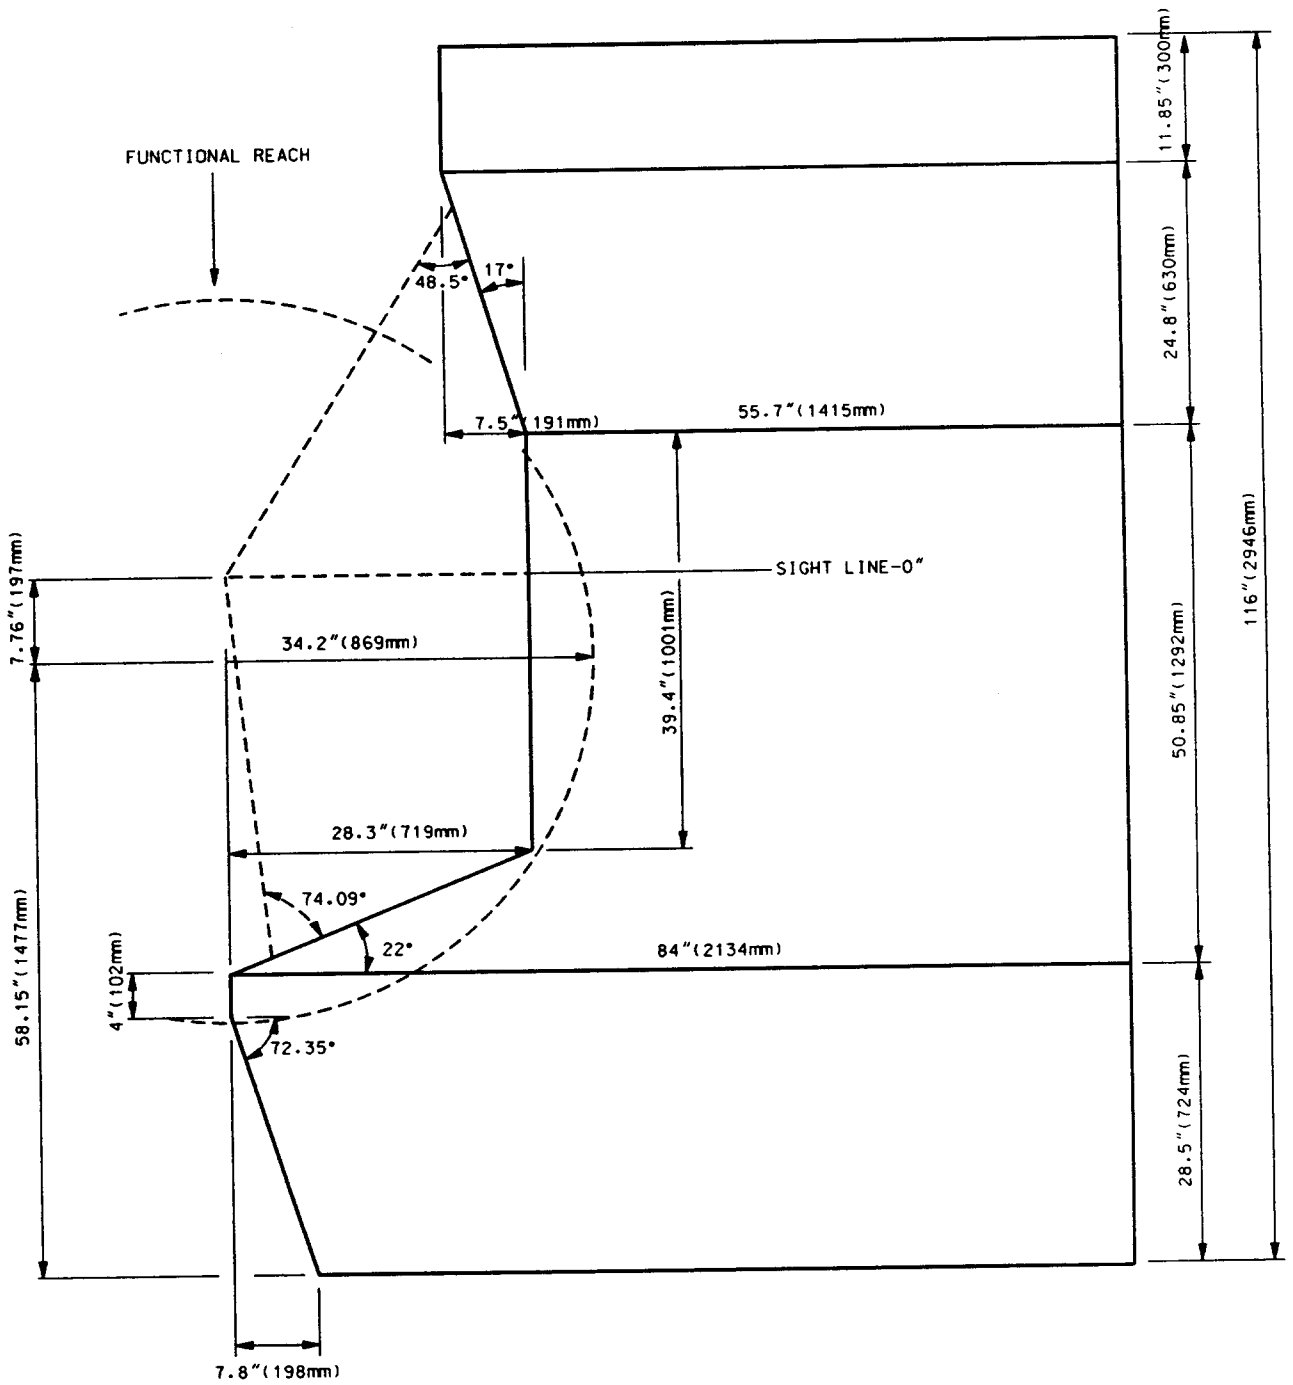 11.85"(300mm)
FUNCTIONAL REACH
24.8"(630mm)
17°
48.5°
55.7"(1415mm)
7.5"(191mm)
116"(2946mm)
7.76"(197mm)
SIGHT LINE-0"
34.2"(869mm)
39.4"(1001mm)
50.85"(1292mm)
28.3"(719mm)
74.09°
22°
84"(2134mm)
58.15"(1477mm)
4"(102mm)
72.35°
28.5"(724mm)
7.8"(198mm)